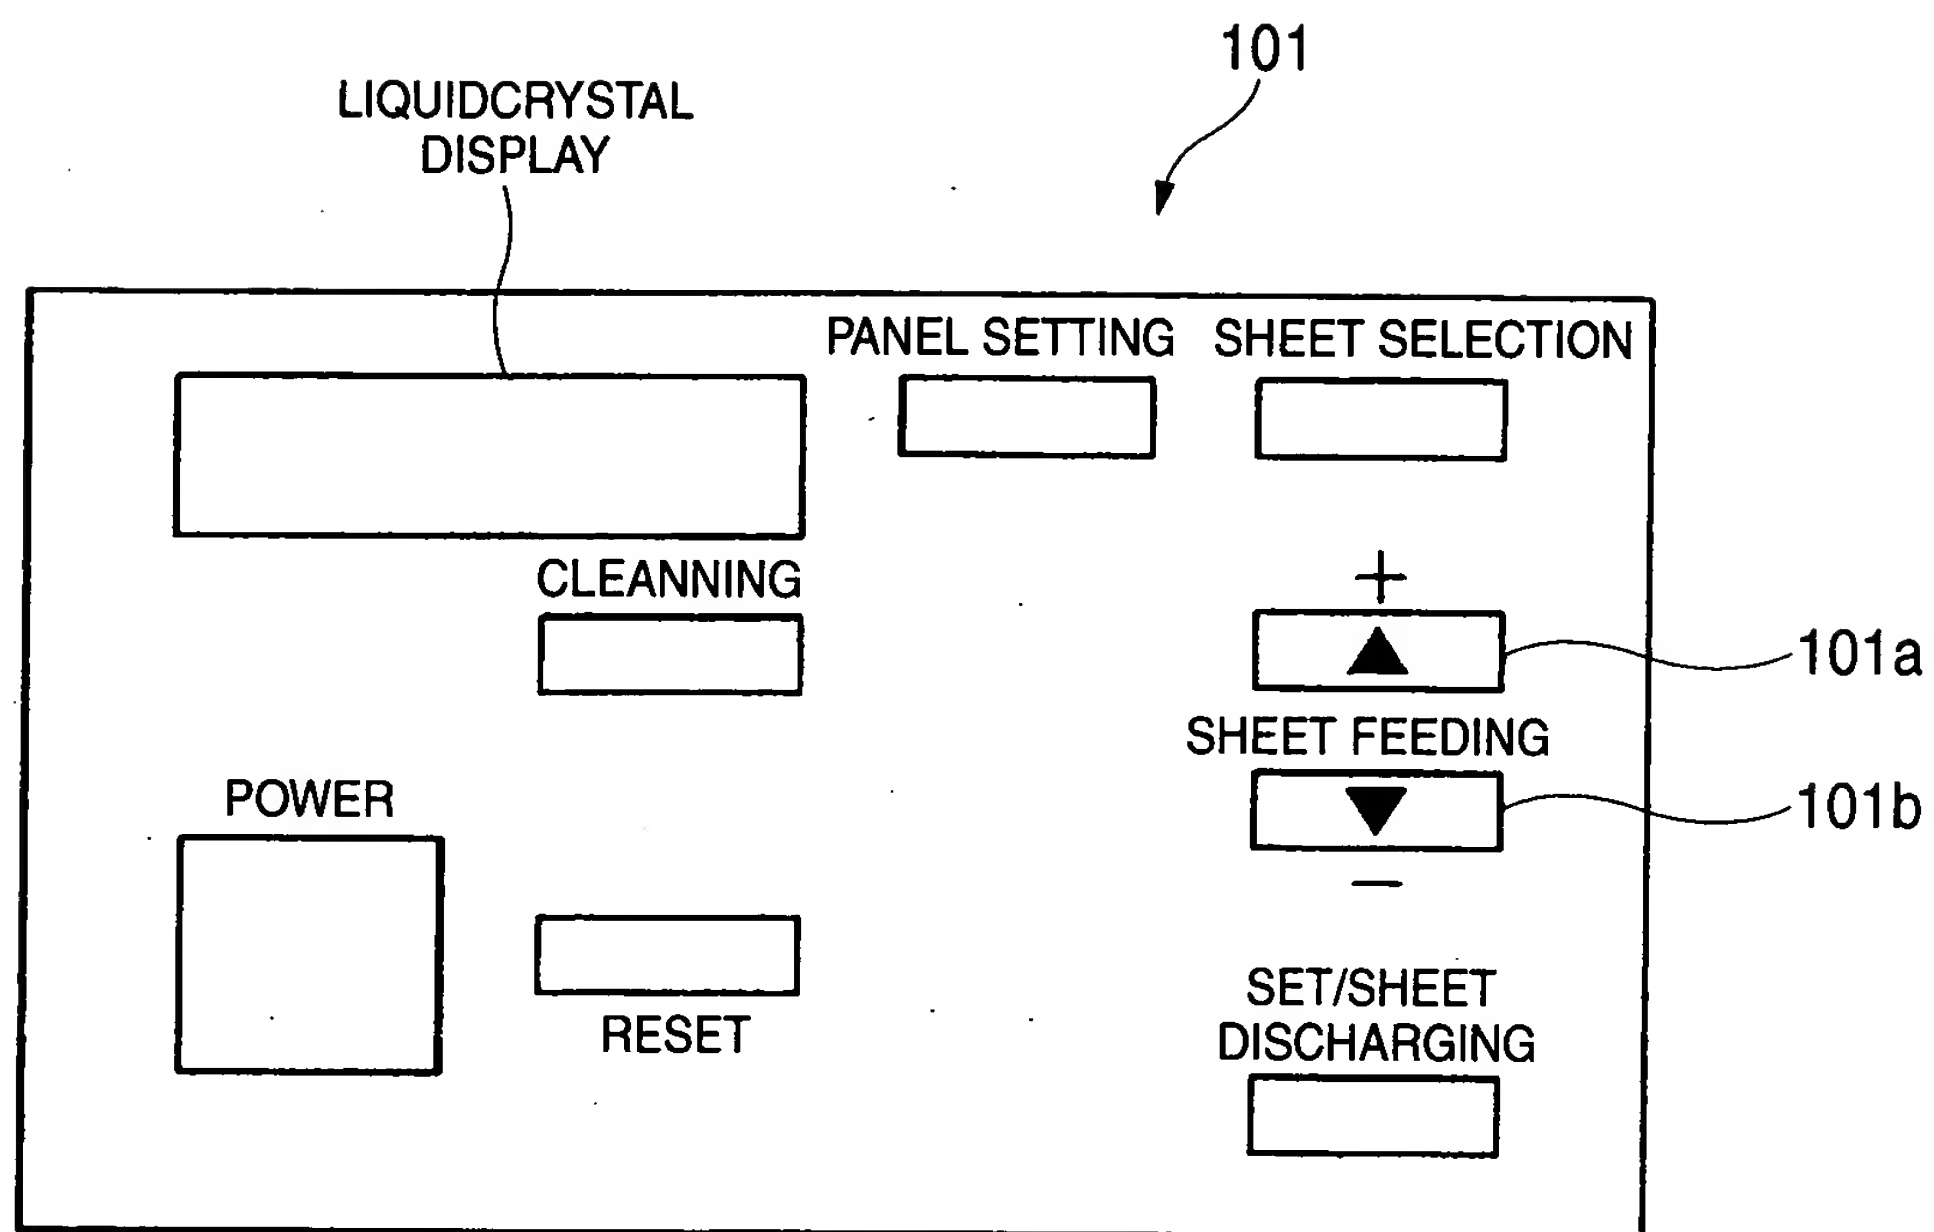 101
LIQUIDCRYSTAL
DISPLAY
PANEL SETTING
SHEET SELECTION
CLEANNING
+
101a
SHEET FEEDING
POWER
101b
−
SET/SHEET
DISCHARGING
RESET